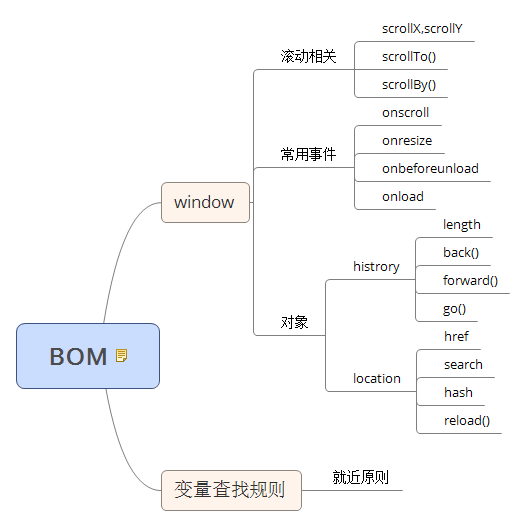 BOM
window
滚动相关
scrollX,scrollY
scrollTo()
scrollBy()
常用事件
onscroll
onresize
onbeforeunload
onload
对象
histrory
length
back()
forward()
go()
location
href
search
hash
reload()
变量查找规则
就近原则